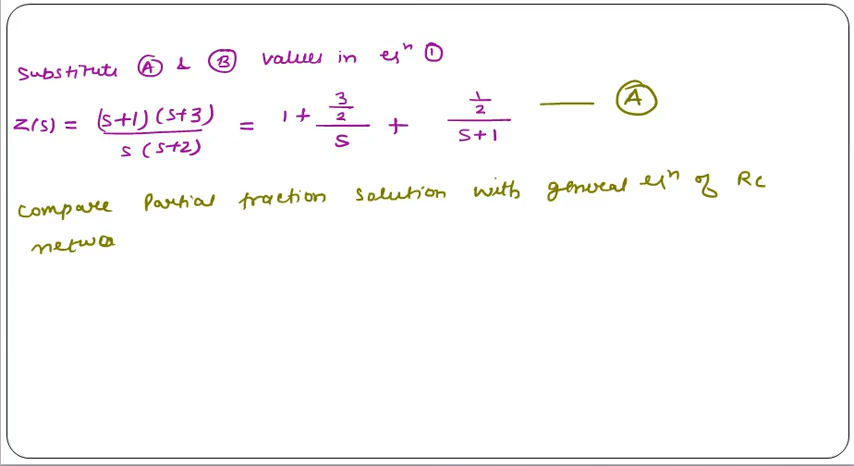 Substitute Ⓐ & Ⓑ values in eqⁿ ①
Z(s) = (s+1)(s+3) / s(s+2) = 1 + 3/2 / s + 1/2 / s+1 —— Ⓐ
Compare Partial fraction solution with general eqⁿ of RC
netwo